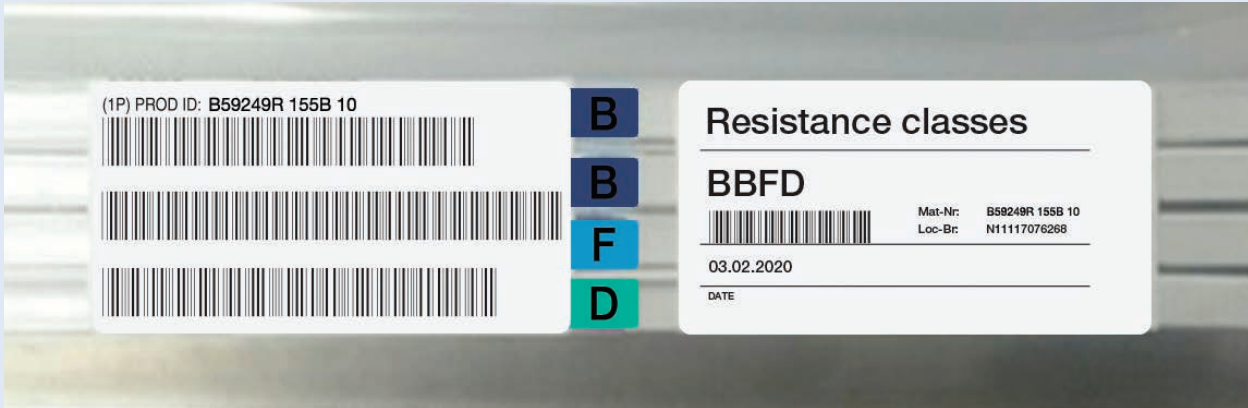 (1P) PROD ID: B59249R 155B 10
B
B
F
D
Resistance classes
BBFD
Mat-Nr: B59249R 155B 10
Loc-Br: N11117076268
03.02.2020
DATE